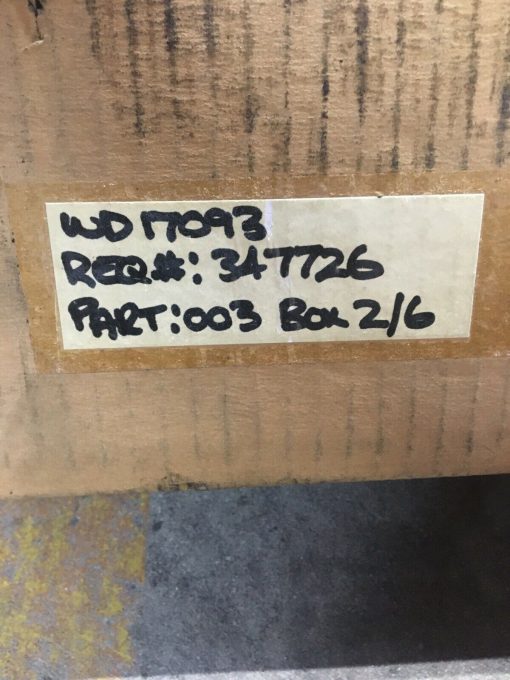 WD17093
REQ#: 347726
PART:003 BOX 2/6